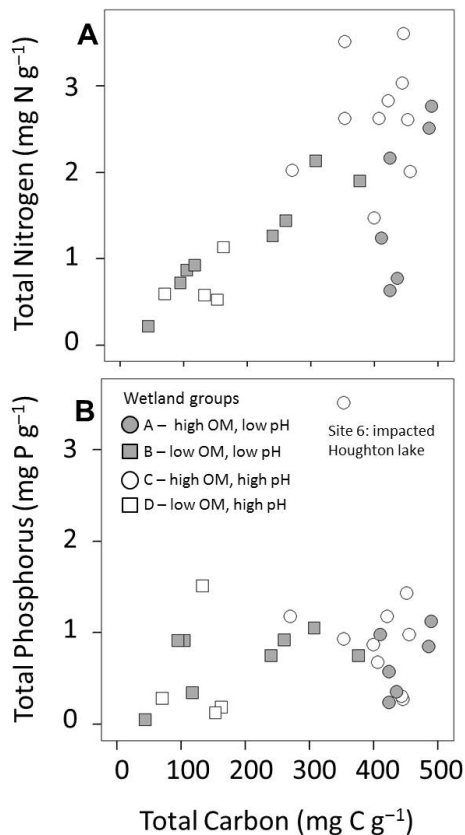 A
Total Nitrogen (mg N g⁻¹)
3
2
1
0
B
Wetland groups
A – high OM, low pH
B – low OM, low pH
C – high OM, high pH
D – low OM, high pH
Site 6: impacted
Houghton lake
Total Phosphorus (mg P g⁻¹)
3
2
1
0
0 100 200 300 400 500
Total Carbon (mg C g⁻¹)